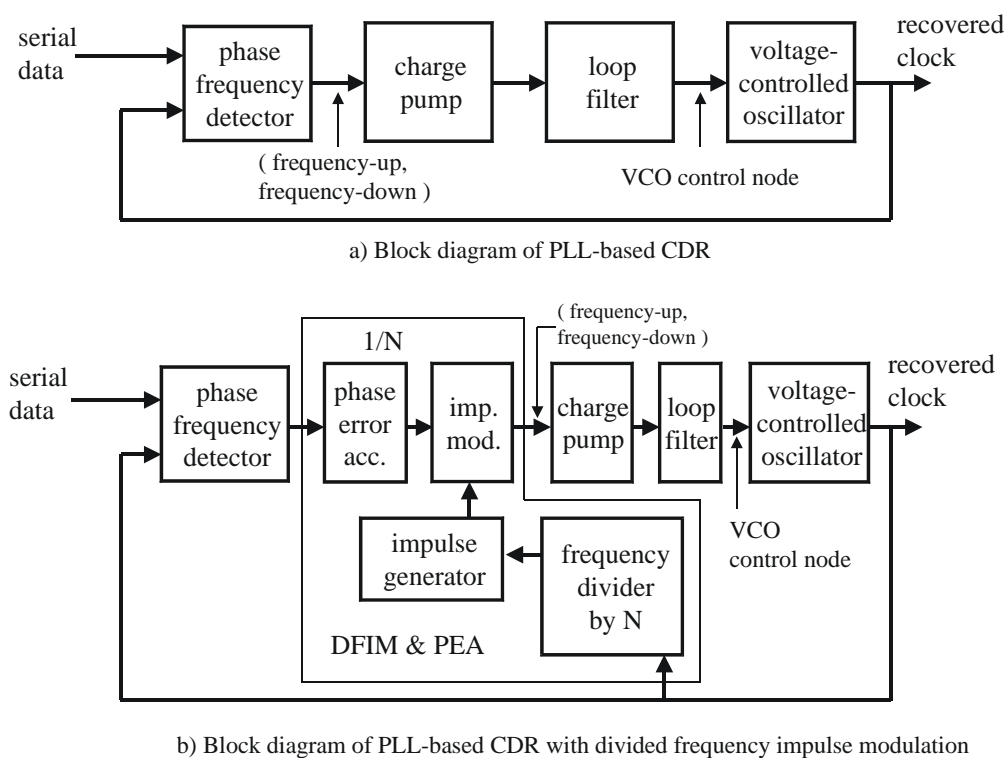 serial
data
phase
frequency
detector
charge
pump
loop
filter
voltage-
controlled
oscillator
recovered
clock
( frequency-up,
frequency-down )
VCO control node
a) Block diagram of PLL-based CDR
( frequency-up,
frequency-down )
1/N
serial
data
phase
frequency
detector
phase
error
acc.
imp.
mod.
charge
pump
loop
filter
voltage-
controlled
oscillator
recovered
clock
impulse
generator
frequency
divider
by N
VCO
control node
DFIM & PEA
b) Block diagram of PLL-based CDR with divided frequency impulse modulation